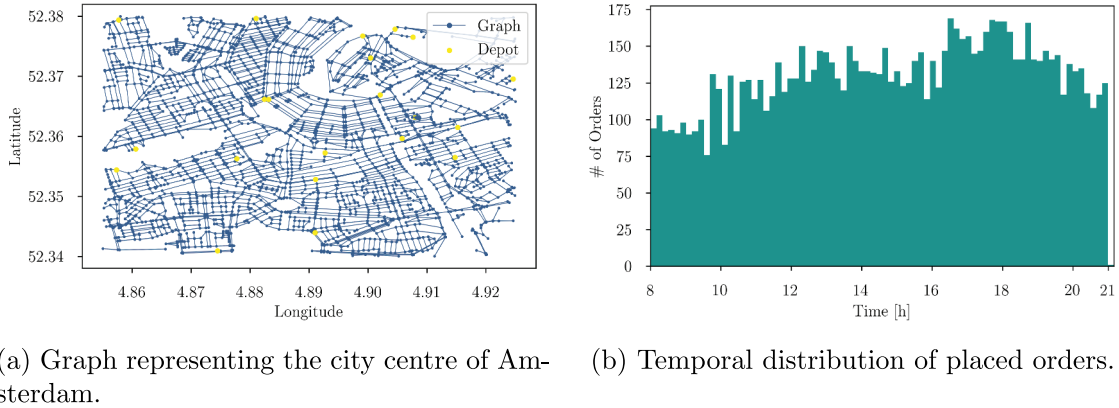 52.38
52.37
52.36
52.35
52.34
Latitude
4.86 4.87 4.88 4.89 4.90 4.91 4.92
Longitude
Graph
Depot
175
150
125
100
75
50
25
0
# of Orders
8 10 12 14 16 18 20 21
Time [h]
(a) Graph representing the city centre of Am-
sterdam.
(b) Temporal distribution of placed orders.